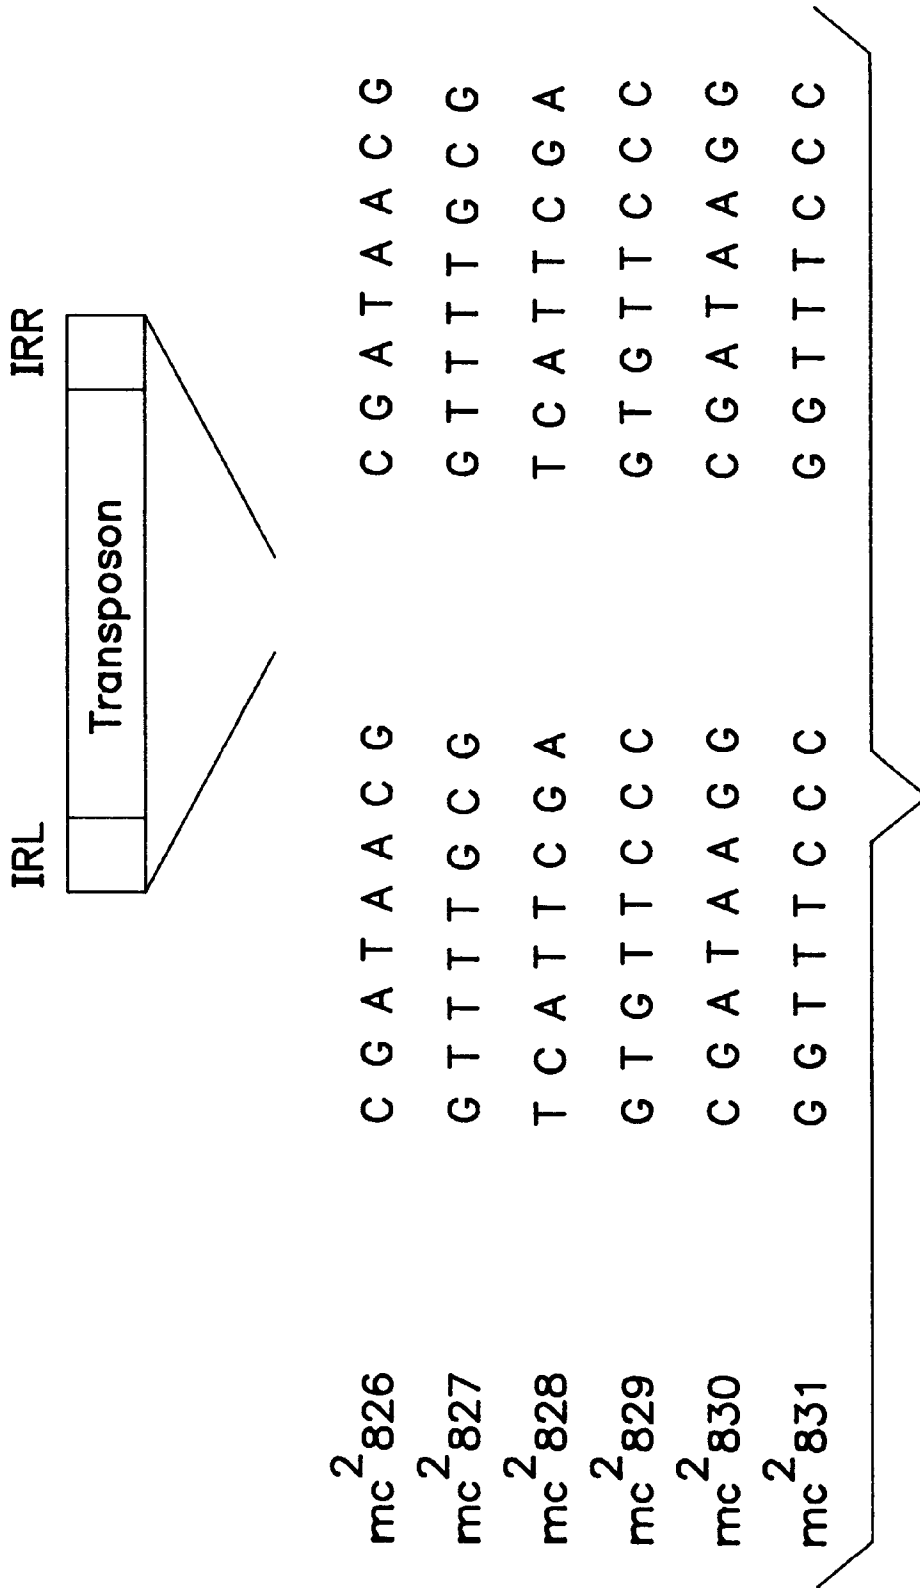 IRL IRR
Transposon
mc²826 C G A T A A C G C G A T A A C G
mc²827 G T T T T G C G G T T T T G C G
mc²828 T C A T T C G A T C A T T C G A
mc²829 G T G T T C C C G T G T T C C C
mc²830 C G A T A A G G C G A T A A G G
mc²831 G G T T T C C C G G T T T C C C